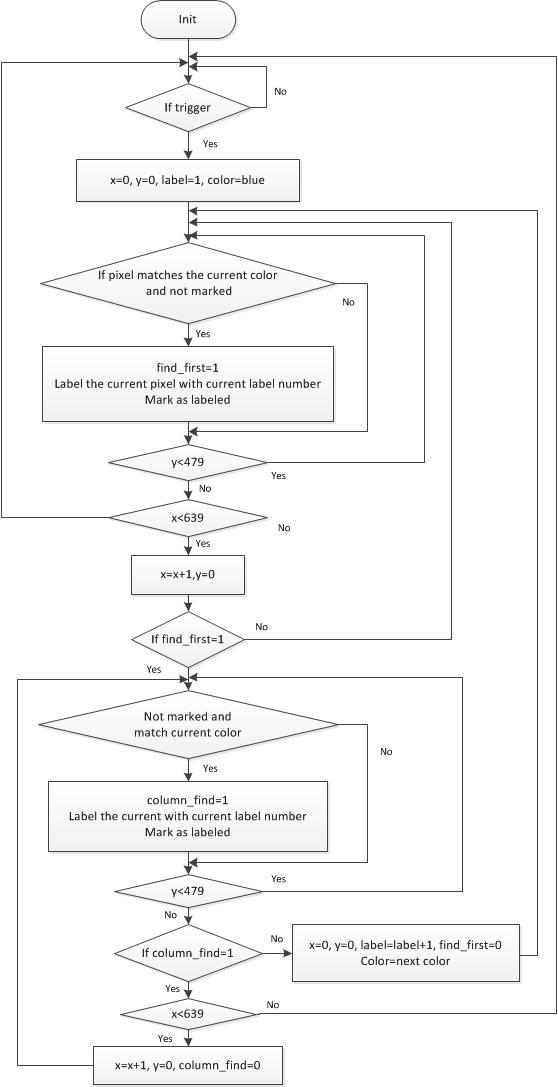 Init
If trigger
No
Yes
x=0, y=0, label=1, color=blue
If pixel matches the current color
and not marked
No
Yes
find_first=1
Label the current pixel with current label number
Mark as labeled
y<479
Yes
No
x<639
No
Yes
x=x+1,y=0
If find_first=1
No
Yes
Not marked and
match current color
No
Yes
column_find=1
Label the current with current label number
Mark as labeled
y<479
Yes
No
If column_find=1
No
x=0, y=0, label=label+1, find_first=0
Color=next color
Yes
x<639
No
Yes
x=x+1, y=0, column_find=0